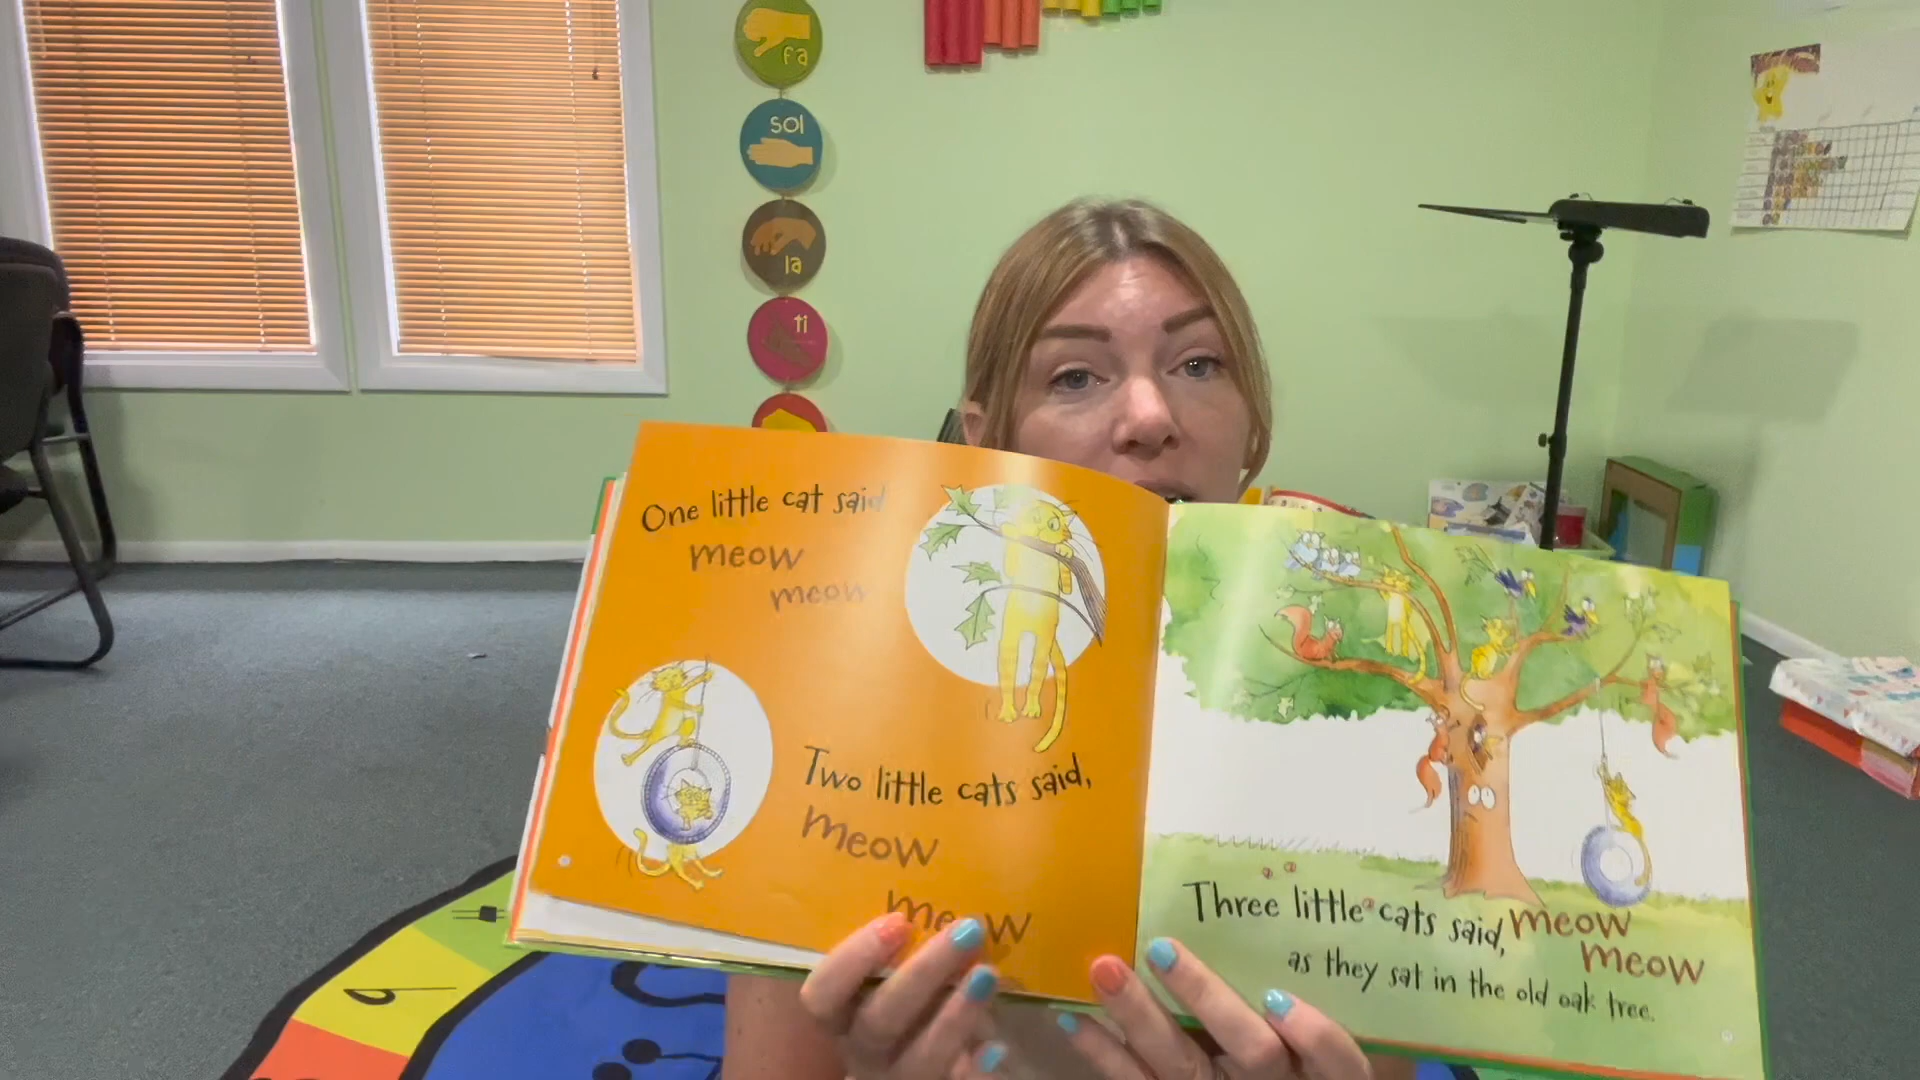 fa
sol
la
ti
One little cat said
meow
meow
Two little cats said,
meow
meow
Three little cats said, meow
meow
as they sat in the old oak tree.